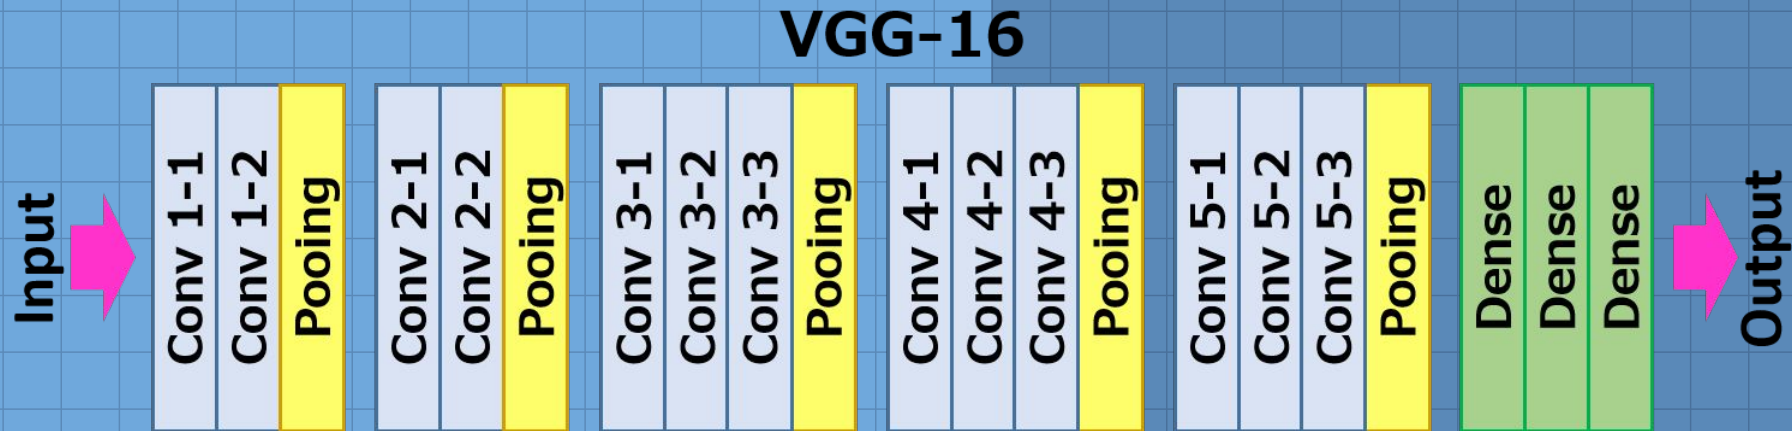 VGG-16
Input
Conv 1-1
Conv 1-2
Pooing
Conv 2-1
Conv 2-2
Pooing
Conv 3-1
Conv 3-2
Conv 3-3
Pooing
Conv 4-1
Conv 4-2
Conv 4-3
Pooing
Conv 5-1
Conv 5-2
Conv 5-3
Pooing
Dense
Dense
Dense
Output